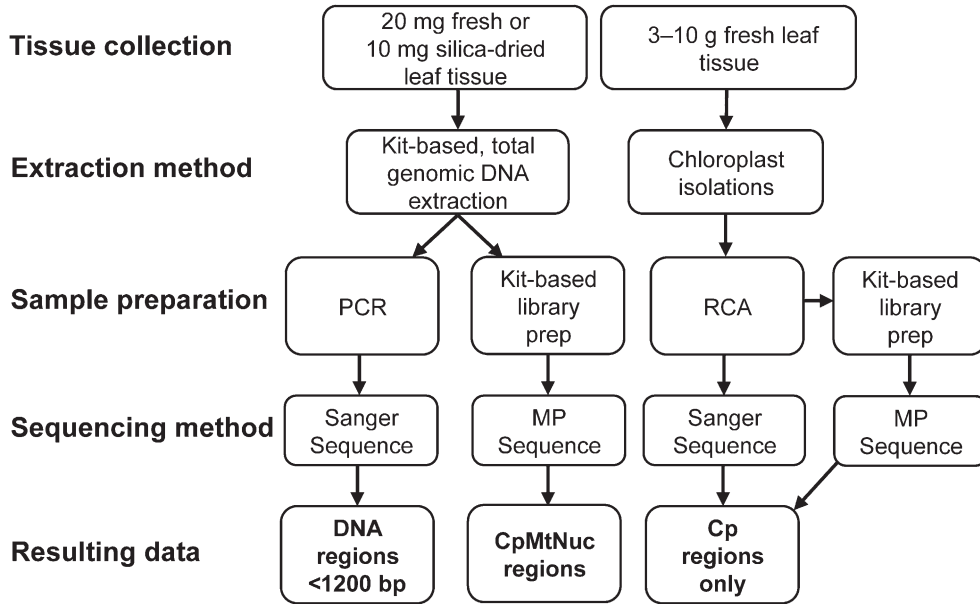 Tissue collection
20 mg fresh or
10 mg silica-dried
leaf tissue
3–10 g fresh leaf
tissue
Extraction method
Kit-based, total
genomic DNA
extraction
Chloroplast
isolations
Sample preparation
PCR
Kit-based
library
prep
RCA
Kit-based
library
prep
Sequencing method
Sanger
Sequence
MP
Sequence
Sanger
Sequence
MP
Sequence
Resulting data
DNA
regions
<1200 bp
CpMtNuc
regions
Cp
regions
only